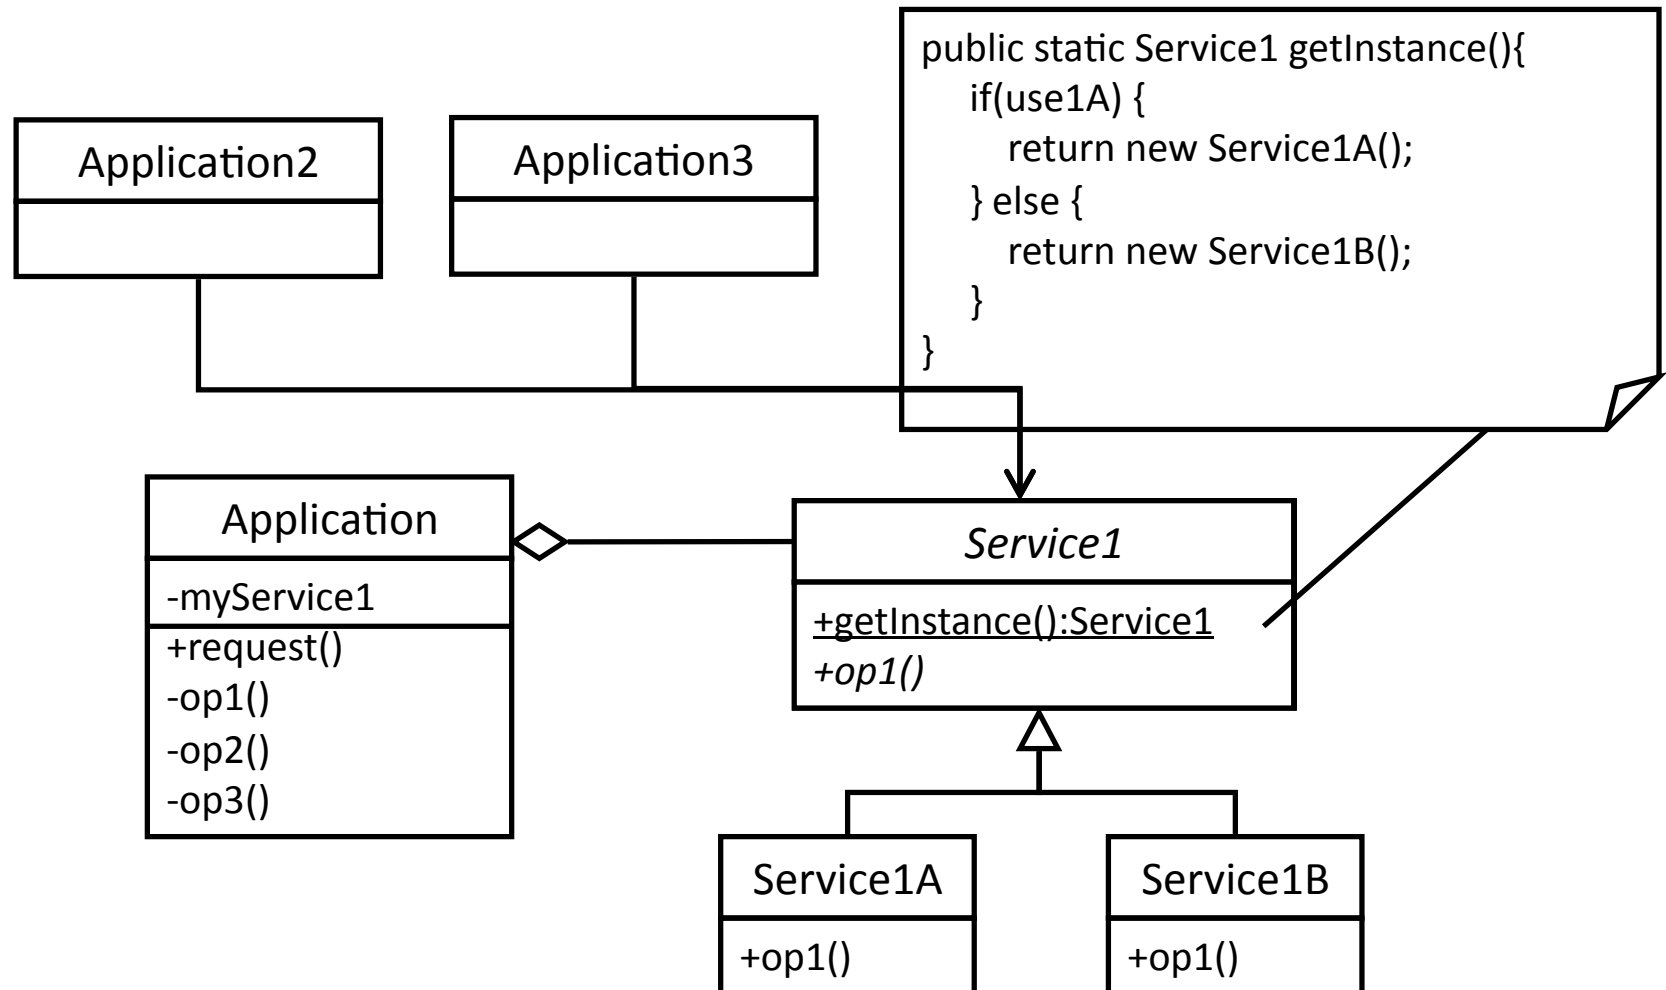 Application2
Application3
public static Service1 getInstance(){
if(use1A) {
return new Service1A();
} else {
return new Service1B();
}
}
Application
-myService1
+request()
-op1()
-op2()
-op3()
Service1
+getInstance():Service1
+op1()
Service1A
+op1()
Service1B
+op1()